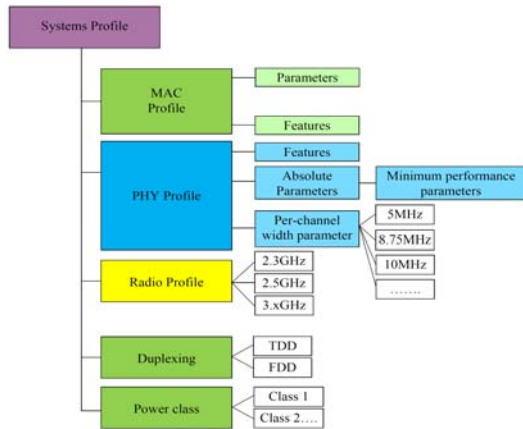 Systems Profile
MAC
Profile
Parameters
Features
PHY Profile
Features
Absolute
Parameters
Minimum performance
parameters
Per-channel
width parameter
5MHz
8.75MHz
10MHz
…….
Radio Profile
2.3GHz
2.5GHz
3.xGHz
Duplexing
TDD
FDD
Power class
Class 1
Class 2….